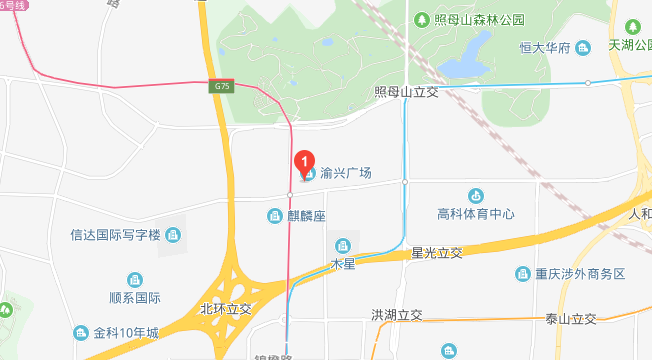 6号线
路
照母山森林公园
恒大华府
天湖公
G75
照母山立交
1
渝兴广场
麒麟座
高科体育中心
人和
信达国际写字楼
木星
星光立交
重庆涉外商务区
顺系国际
北环立交
洪湖立交
泰山立交
金科10年城